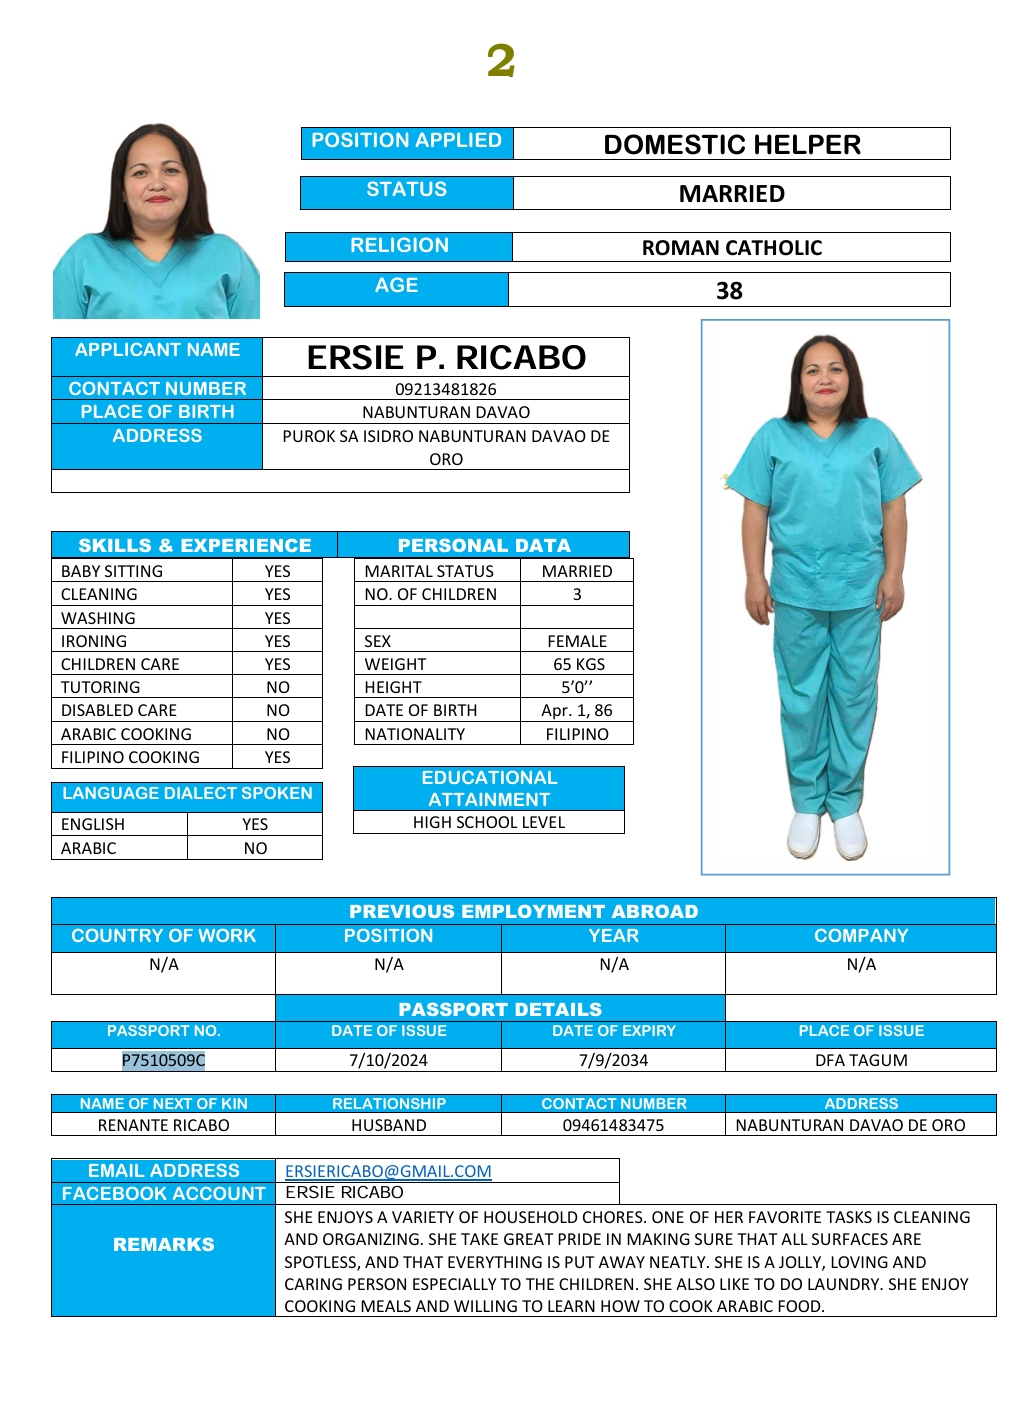 2
POSITION APPLIED DOMESTIC HELPER
STATUS MARRIED
RELIGION ROMAN CATHOLIC
AGE 38
APPLICANT NAME ERSIE P. RICABO
CONTACT NUMBER 09213481826
PLACE OF BIRTH NABUNTURAN DAVAO
ADDRESS PUROK SA ISIDRO NABUNTURAN DAVAO DE
ORO
SKILLS & EXPERIENCE PERSONAL DATA
BABY SITTING YES MARITAL STATUS MARRIED
CLEANING YES NO. OF CHILDREN 3
WASHING YES
IRONING YES SEX FEMALE
CHILDREN CARE YES WEIGHT 65 KGS
TUTORING NO HEIGHT 5’0’’
DISABLED CARE NO DATE OF BIRTH Apr. 1, 86
ARABIC COOKING NO NATIONALITY FILIPINO
FILIPINO COOKING YES
LANGUAGE DIALECT SPOKEN
ENGLISH YES
ARABIC NO
EDUCATIONAL
ATTAINMENT
HIGH SCHOOL LEVEL
PREVIOUS EMPLOYMENT ABROAD
COUNTRY OF WORK POSITION YEAR COMPANY
N/A N/A N/A N/A
PASSPORT DETAILS
PASSPORT NO. DATE OF ISSUE DATE OF EXPIRY PLACE OF ISSUE
P7510509C 7/10/2024 7/9/2034 DFA TAGUM
NAME OF NEXT OF KIN RELATIONSHIP CONTACT NUMBER ADDRESS
RENANTE RICABO HUSBAND 09461483475 NABUNTURAN DAVAO DE ORO
EMAIL ADDRESS ERSIERICABO@GMAIL.COM
FACEBOOK ACCOUNT ERSIE RICABO
REMARKS
SHE ENJOYS A VARIETY OF HOUSEHOLD CHORES. ONE OF HER FAVORITE TASKS IS CLEANING
AND ORGANIZING. SHE TAKE GREAT PRIDE IN MAKING SURE THAT ALL SURFACES ARE
SPOTLESS, AND THAT EVERYTHING IS PUT AWAY NEATLY. SHE IS A JOLLY, LOVING AND
CARING PERSON ESPECIALLY TO THE CHILDREN. SHE ALSO LIKE TO DO LAUNDRY. SHE ENJOY
COOKING MEALS AND WILLING TO LEARN HOW TO COOK ARABIC FOOD.